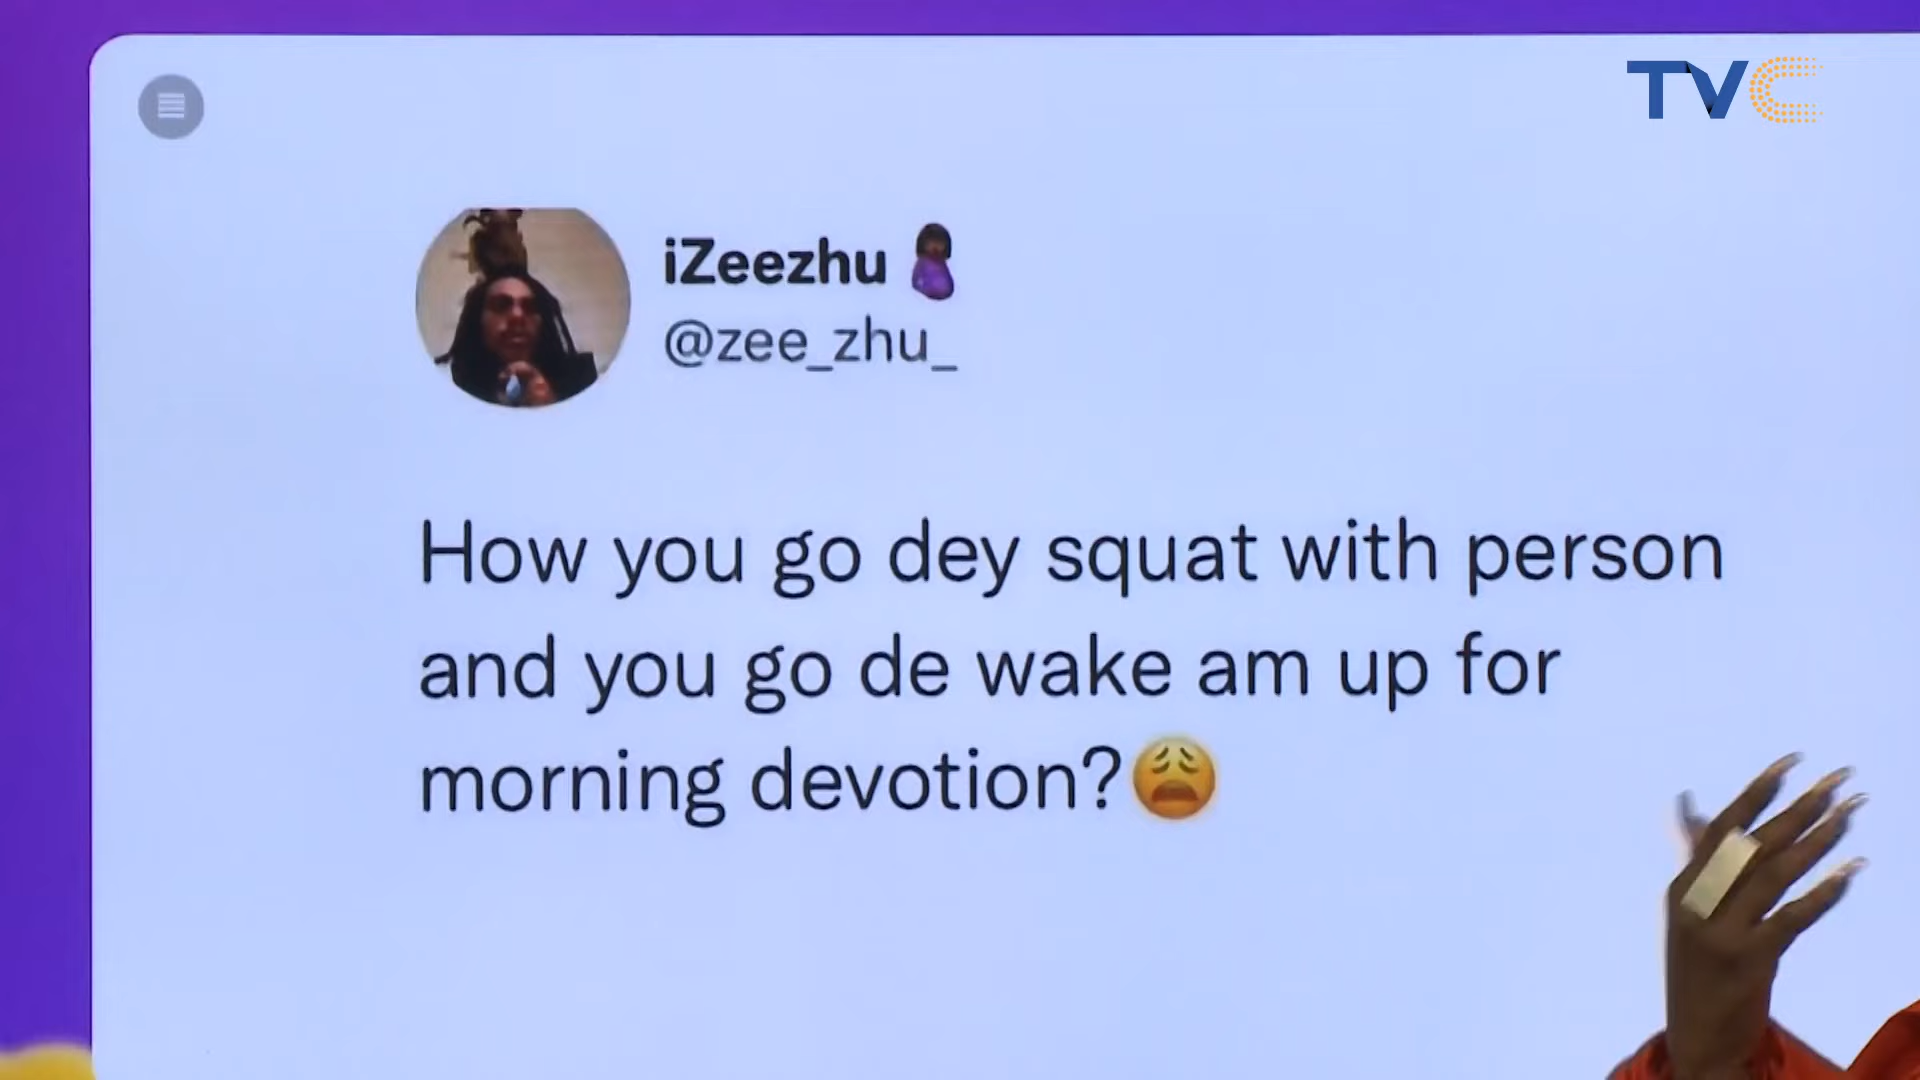 TVC
iZeezhu
@zee_zhu_
How you go dey squat with person
and you go de wake am up for
morning devotion?😩